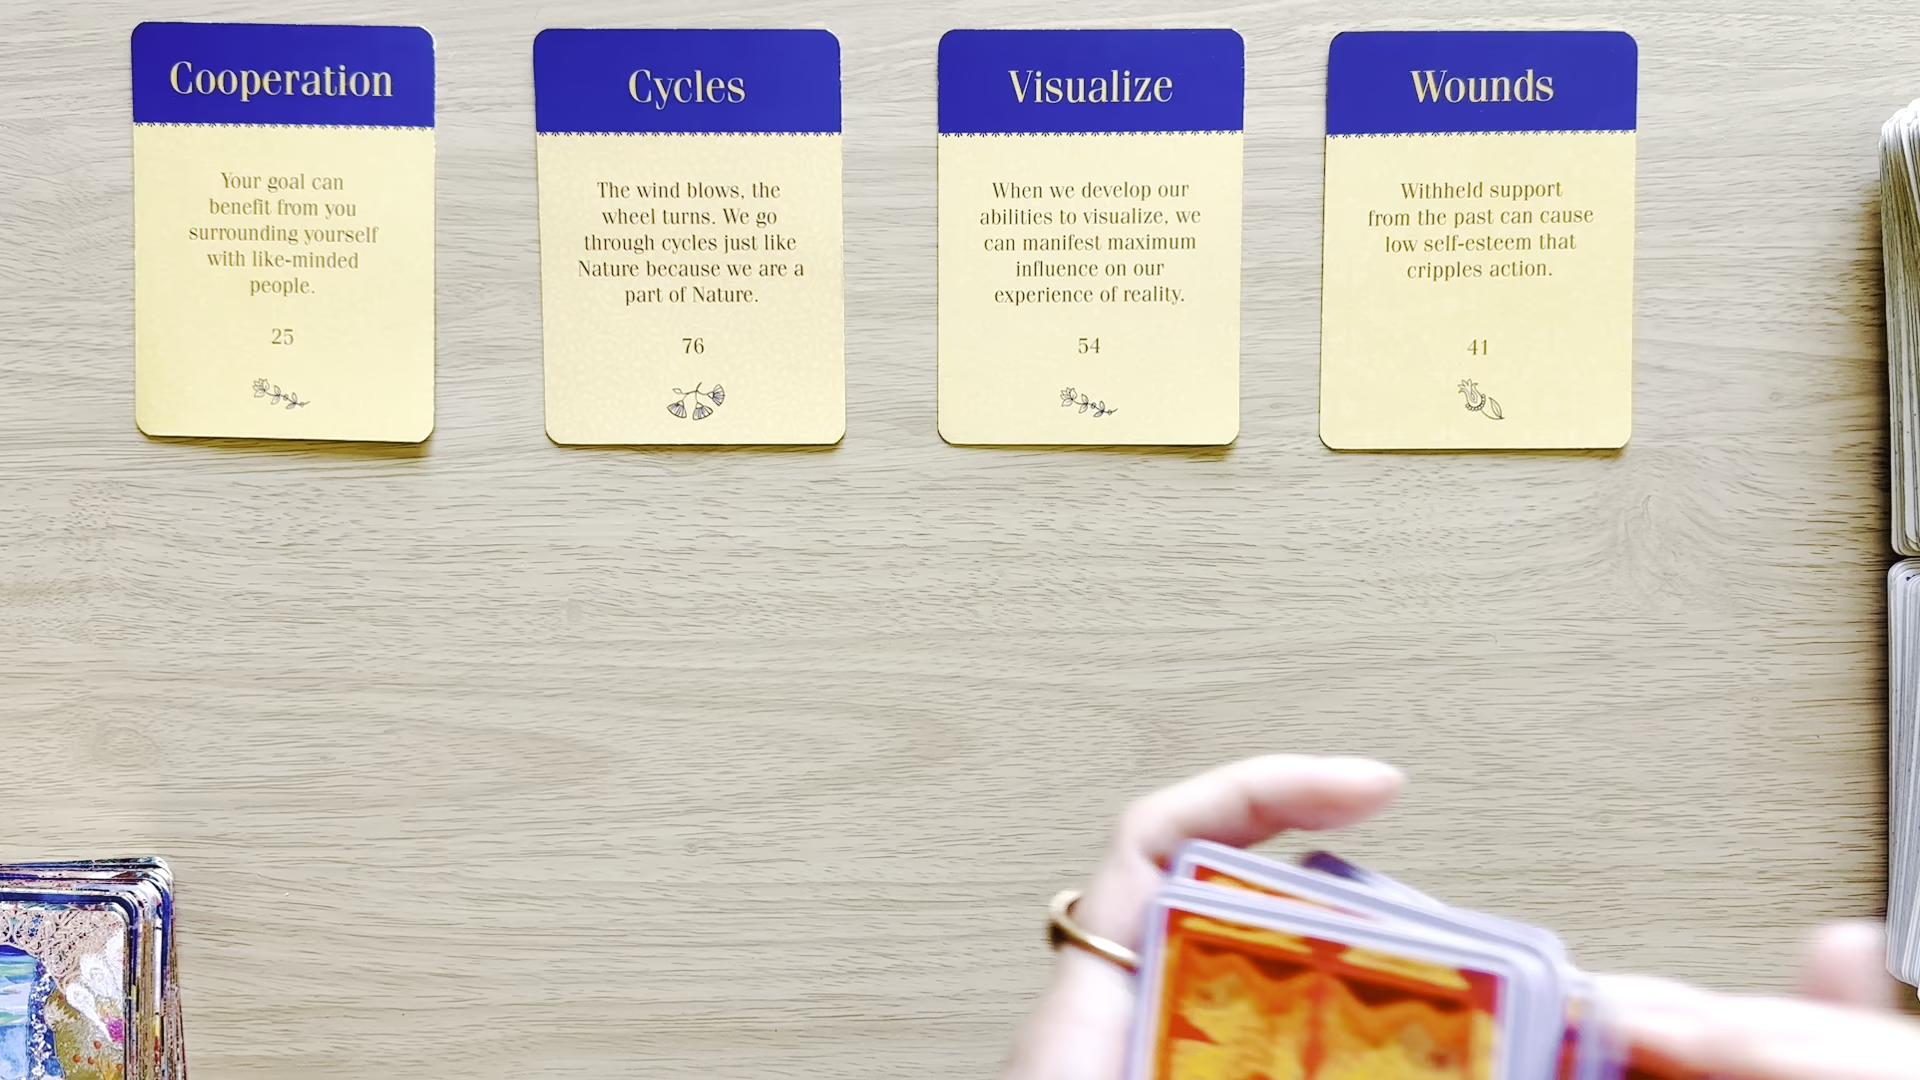 Cooperation
Your goal can
benefit from you
surrounding yourself
with like-minded
people.
25
Cycles
The wind blows, the
wheel turns. We go
through cycles just like
Nature because we are a
part of Nature.
76
Visualize
When we develop our
abilities to visualize, we
can manifest maximum
influence on our
experience of reality.
54
Wounds
Withheld support
from the past can cause
low self-esteem that
cripples action.
41